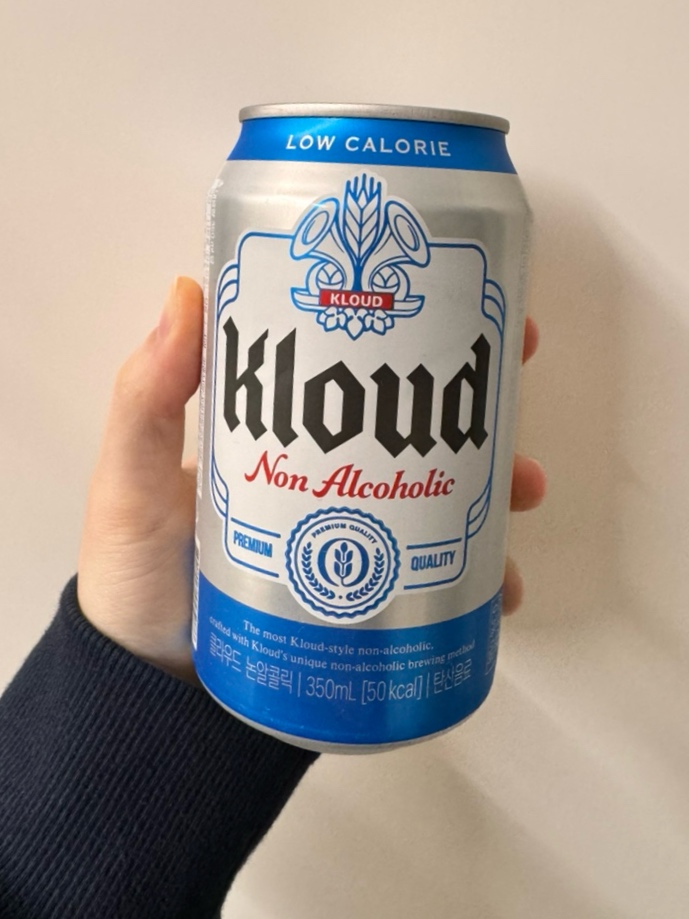 LOW CALORIE
KLOUD
Kloud
Non Alcoholic
PREMIUM QUALITY
PREMIUM
QUALITY
The most Kloud-style non-alcoholic,
crafted with Kloud's unique non-alcoholic brewing method
클라우드 논알콜릭 | 350mL [50 kcal] | 탄산음료